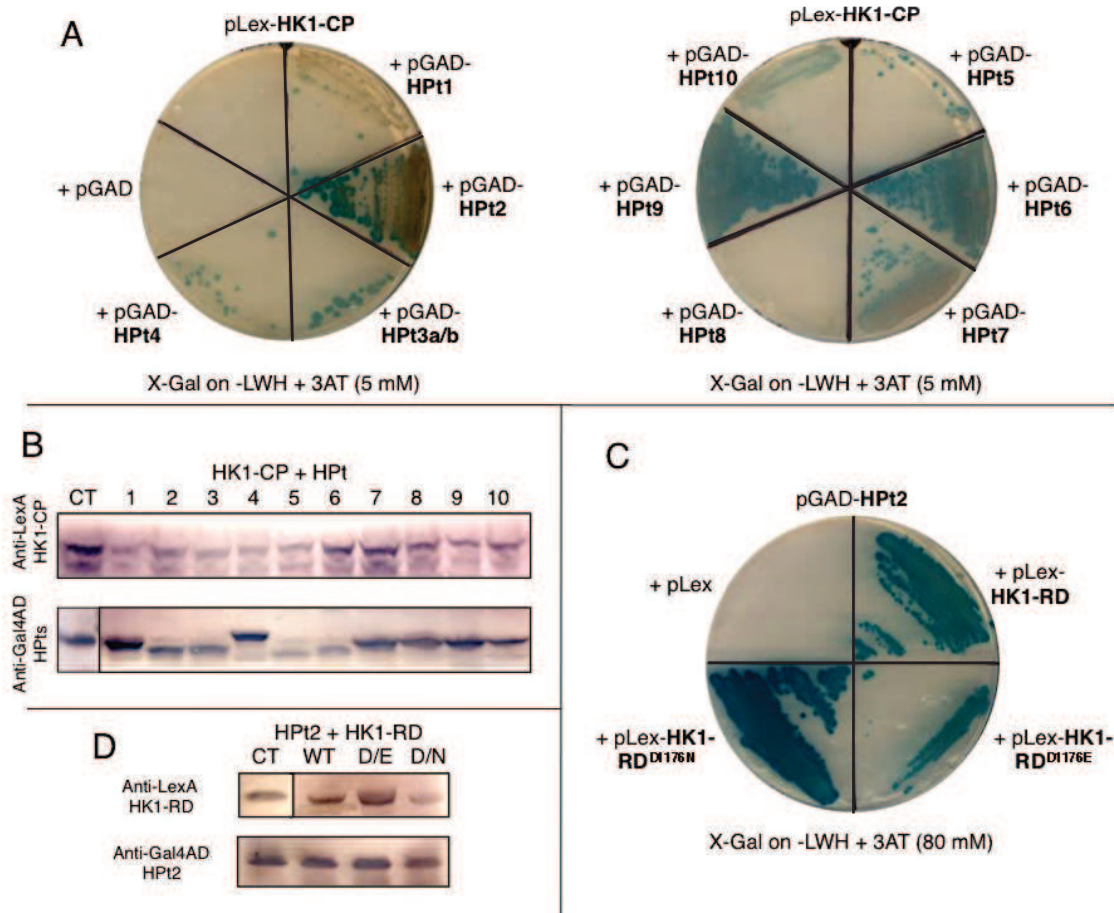 A
pLex-HK1-CP
+ pGAD-
HPt1
+ pGAD-
HPt2
+ pGAD-
HPt3a/b
+ pGAD-
HPt4
+ pGAD
X-Gal on -LWH + 3AT (5 mM)
pLex-HK1-CP
+ pGAD-
HPt10
+ pGAD-
HPt5
+ pGAD-
HPt9
+ pGAD-
HPt6
+ pGAD-
HPt8
+ pGAD-
HPt7
X-Gal on -LWH + 3AT (5 mM)
B
HK1-CP + HPt
CT 1 2 3 4 5 6 7 8 9 10
Anti-LexA
HK1-CP
Anti-Gal4AD
HPts
C
pGAD-HPt2
+ pLex
+ pLex-
HK1-RD
+ pLex-HK1-
RD^D1176N
+ pLex-HK1-
RD^D1176E
X-Gal on -LWH + 3AT (80 mM)
D
HPt2 + HK1-RD
CT WT D/E D/N
Anti-LexA
HK1-RD
Anti-Gal4AD
HPt2